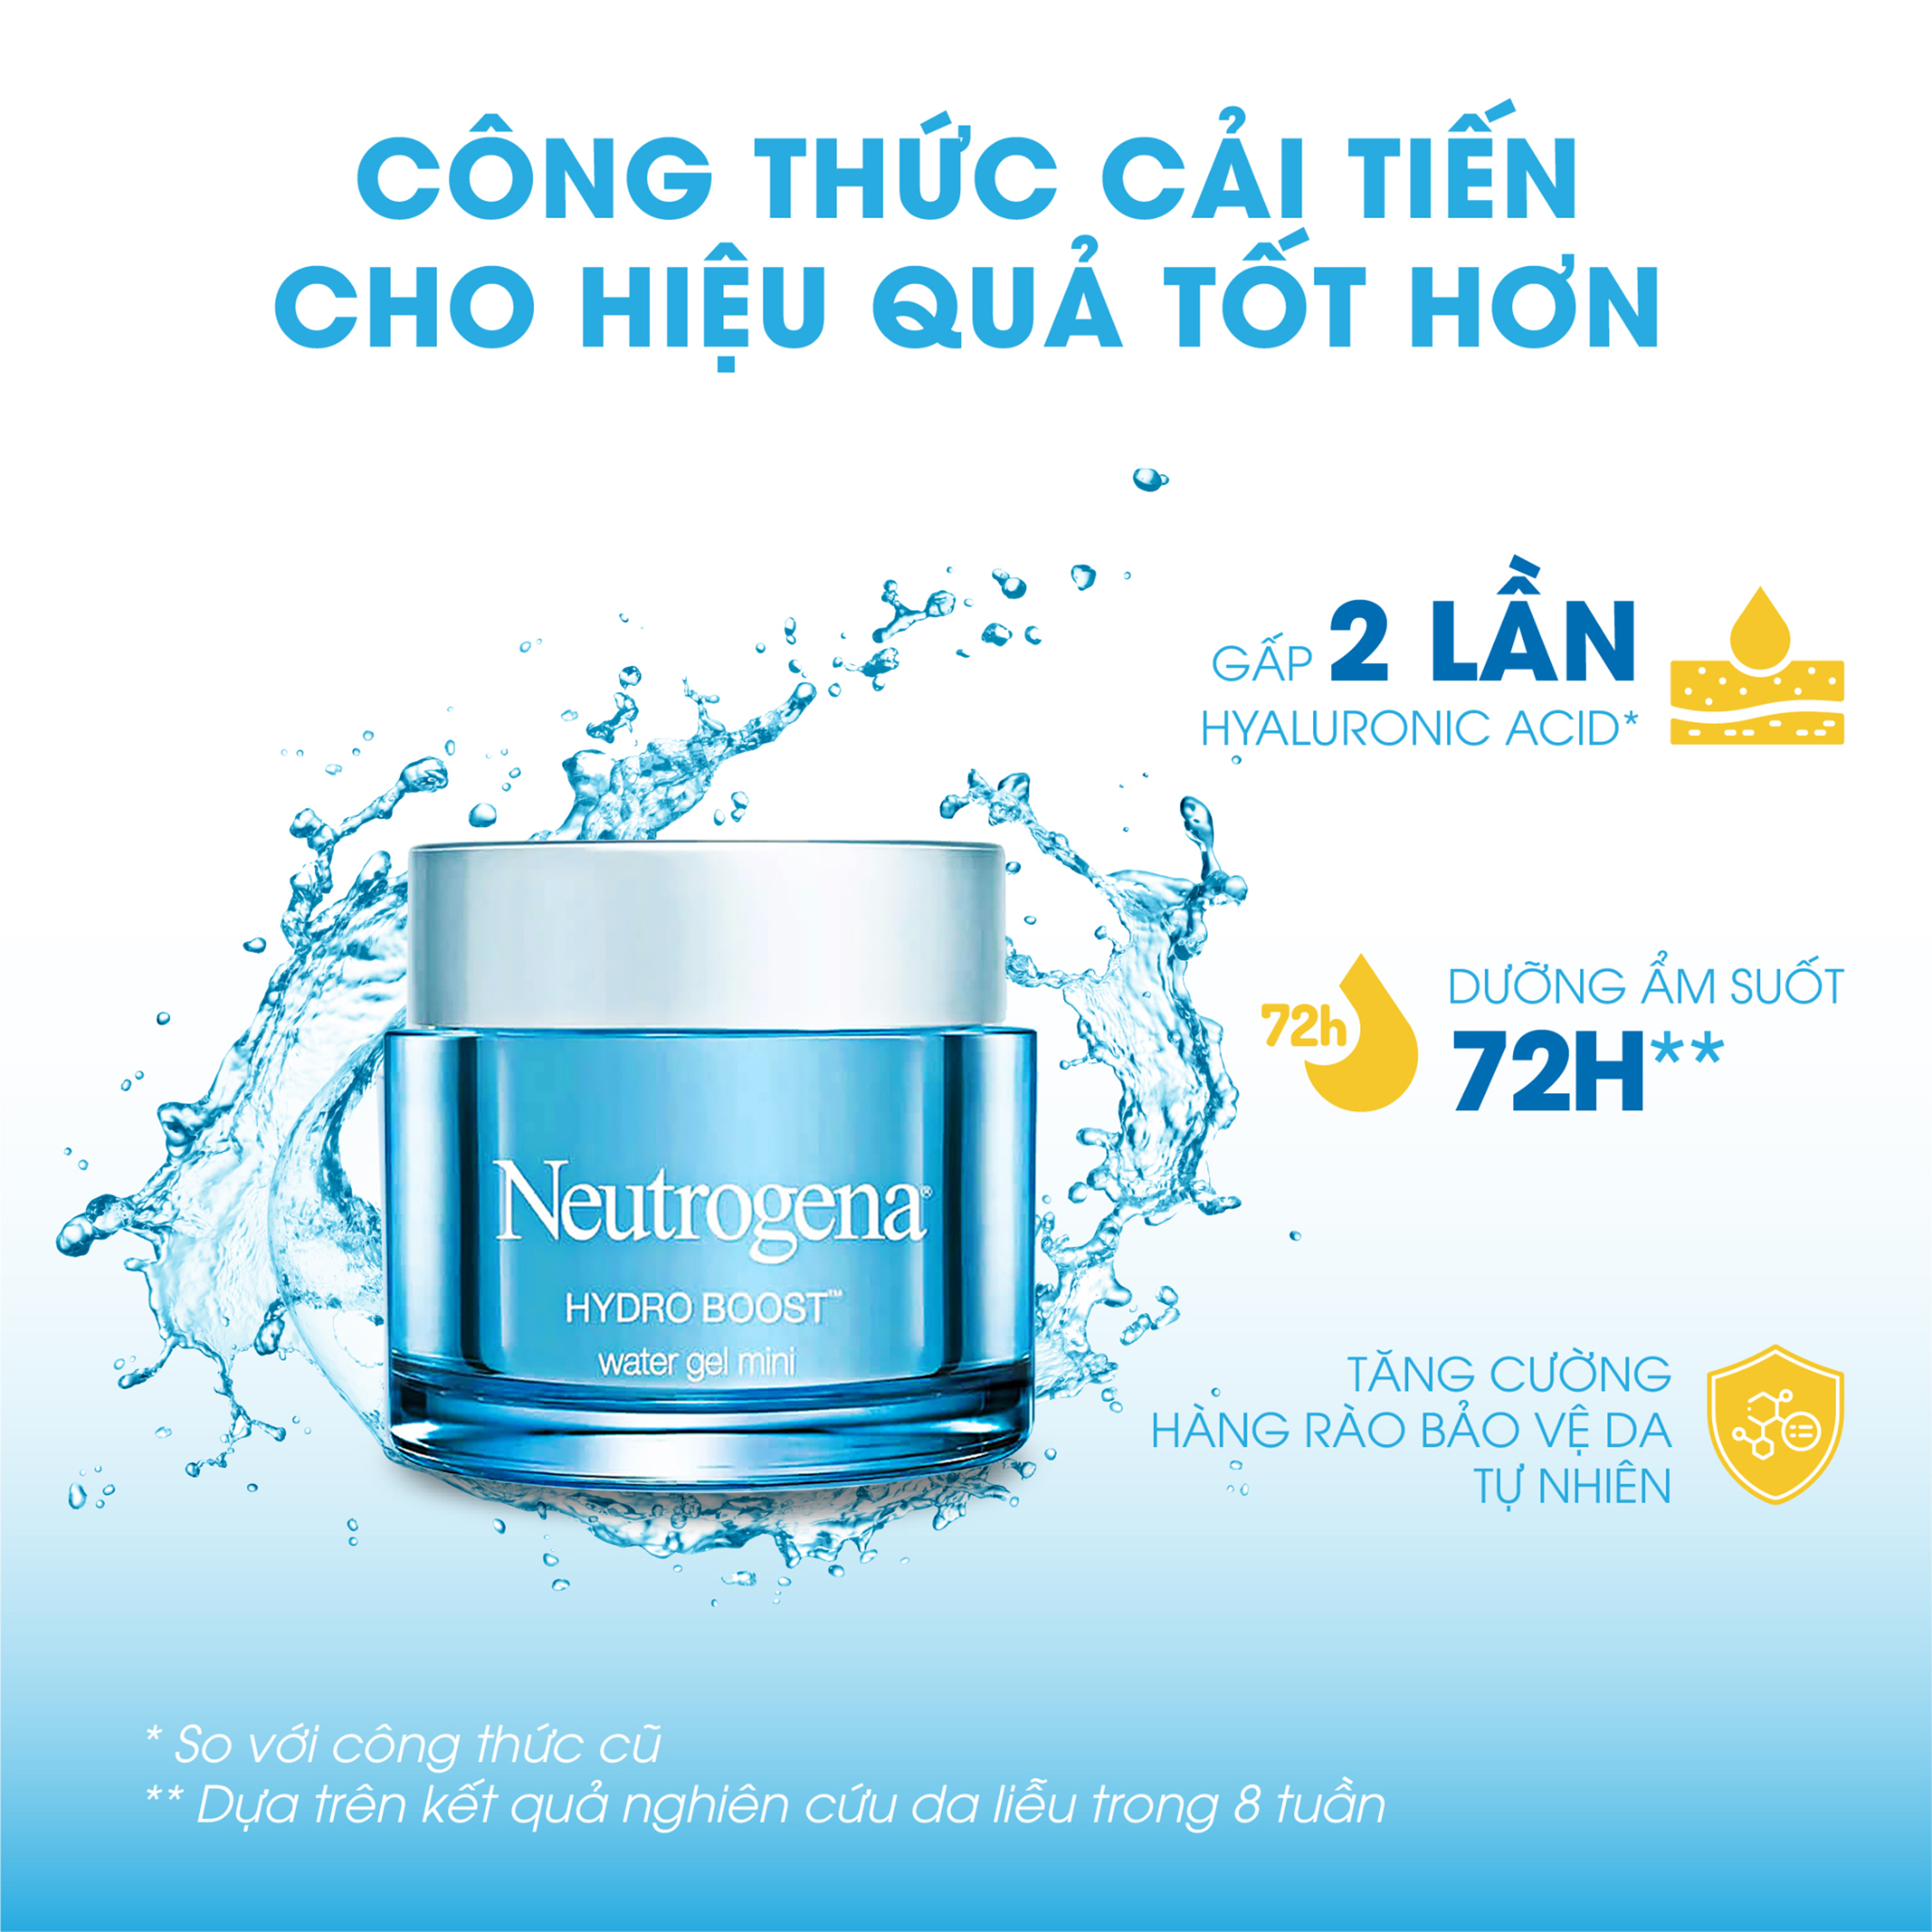 CÔNG THỨC CẢI TIẾN
CHO HIỆU QUẢ TỐT HƠN
GẤP 2 LẦN
HYALURONIC ACID*
72h
DƯỠNG ẨM SUỐT
72H**
Neutrogena®
HYDRO BOOST™
water gel mini
TĂNG CƯỜNG
HÀNG RÀO BẢO VỆ DA
TỰ NHIÊN
* So với công thức cũ
** Dựa trên kết quả nghiên cứu da liễu trong 8 tuần